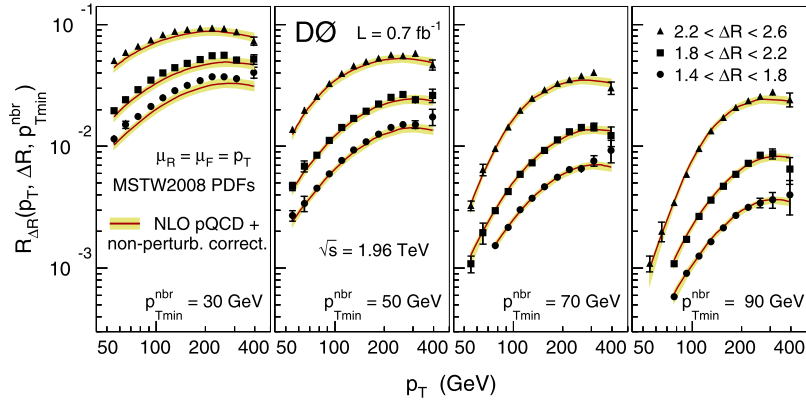 DØ L = 0.7 fb⁻¹
2.2 < ΔR < 2.6
1.8 < ΔR < 2.2
1.4 < ΔR < 1.8
10⁻¹
10⁻²
10⁻³
R_ΔR(p_T, ΔR, p_Tmin^nbr)
μ_R = μ_F = p_T
MSTW2008 PDFs
NLO pQCD +
non-perturb. correct.
√s = 1.96 TeV
p_Tmin^nbr = 30 GeV
p_Tmin^nbr = 50 GeV
p_Tmin^nbr = 70 GeV
p_Tmin^nbr = 90 GeV
50 100 200 400 50 100 200 400 50 100 200 400 50 100 200 400
p_T (GeV)